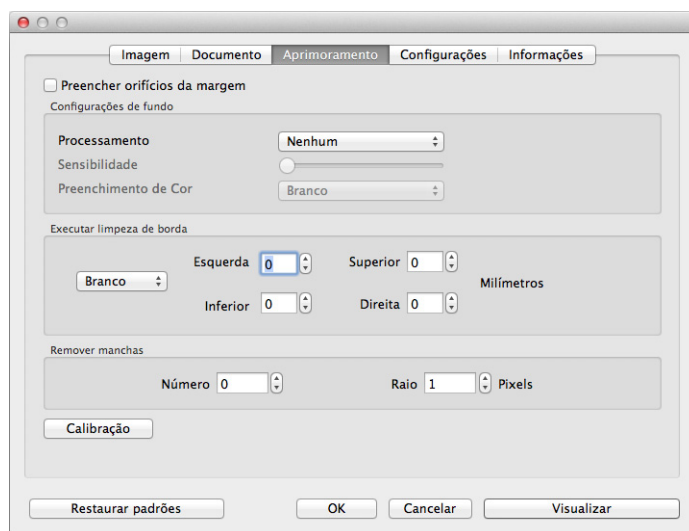 Imagem Documento Aprimoramento Configurações Informações
Preencher orifícios da margem
Configurações de fundo
Processamento Nenhum
Sensibilidade
Preenchimento de Cor Branco
Executar limpeza de borda
Esquerda 0 Superior 0
Branco Milímetros
Inferior 0 Direita 0
Remover manchas
Número 0 Raio 1 Pixels
Calibração
Restaurar padrões OK Cancelar Visualizar